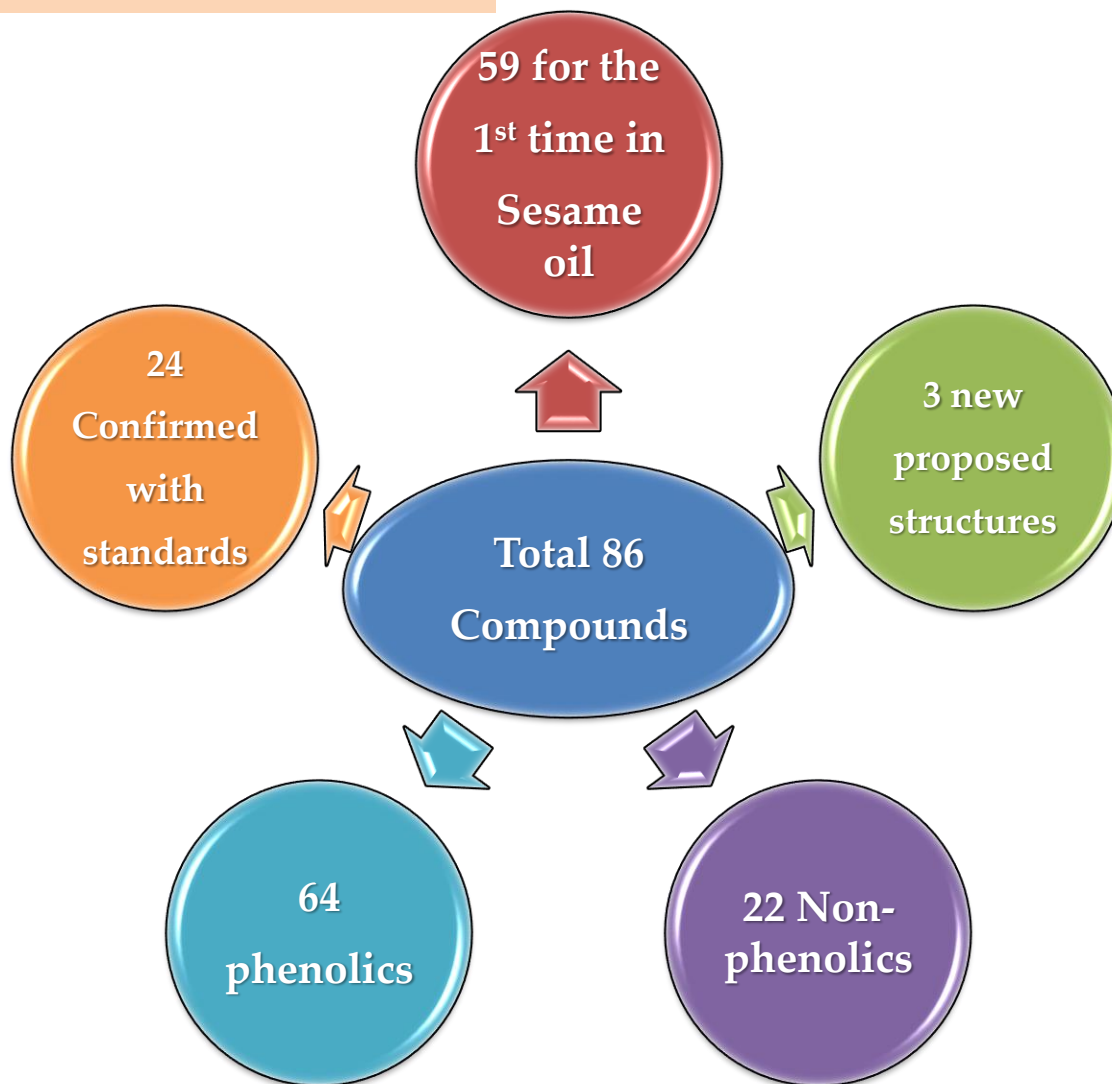 59 for the
1st time in
Sesame
oil
24
Confirmed
with
standards
3 new
proposed
structures
Total 86
Compounds
64
phenolics
22 Non-
phenolics